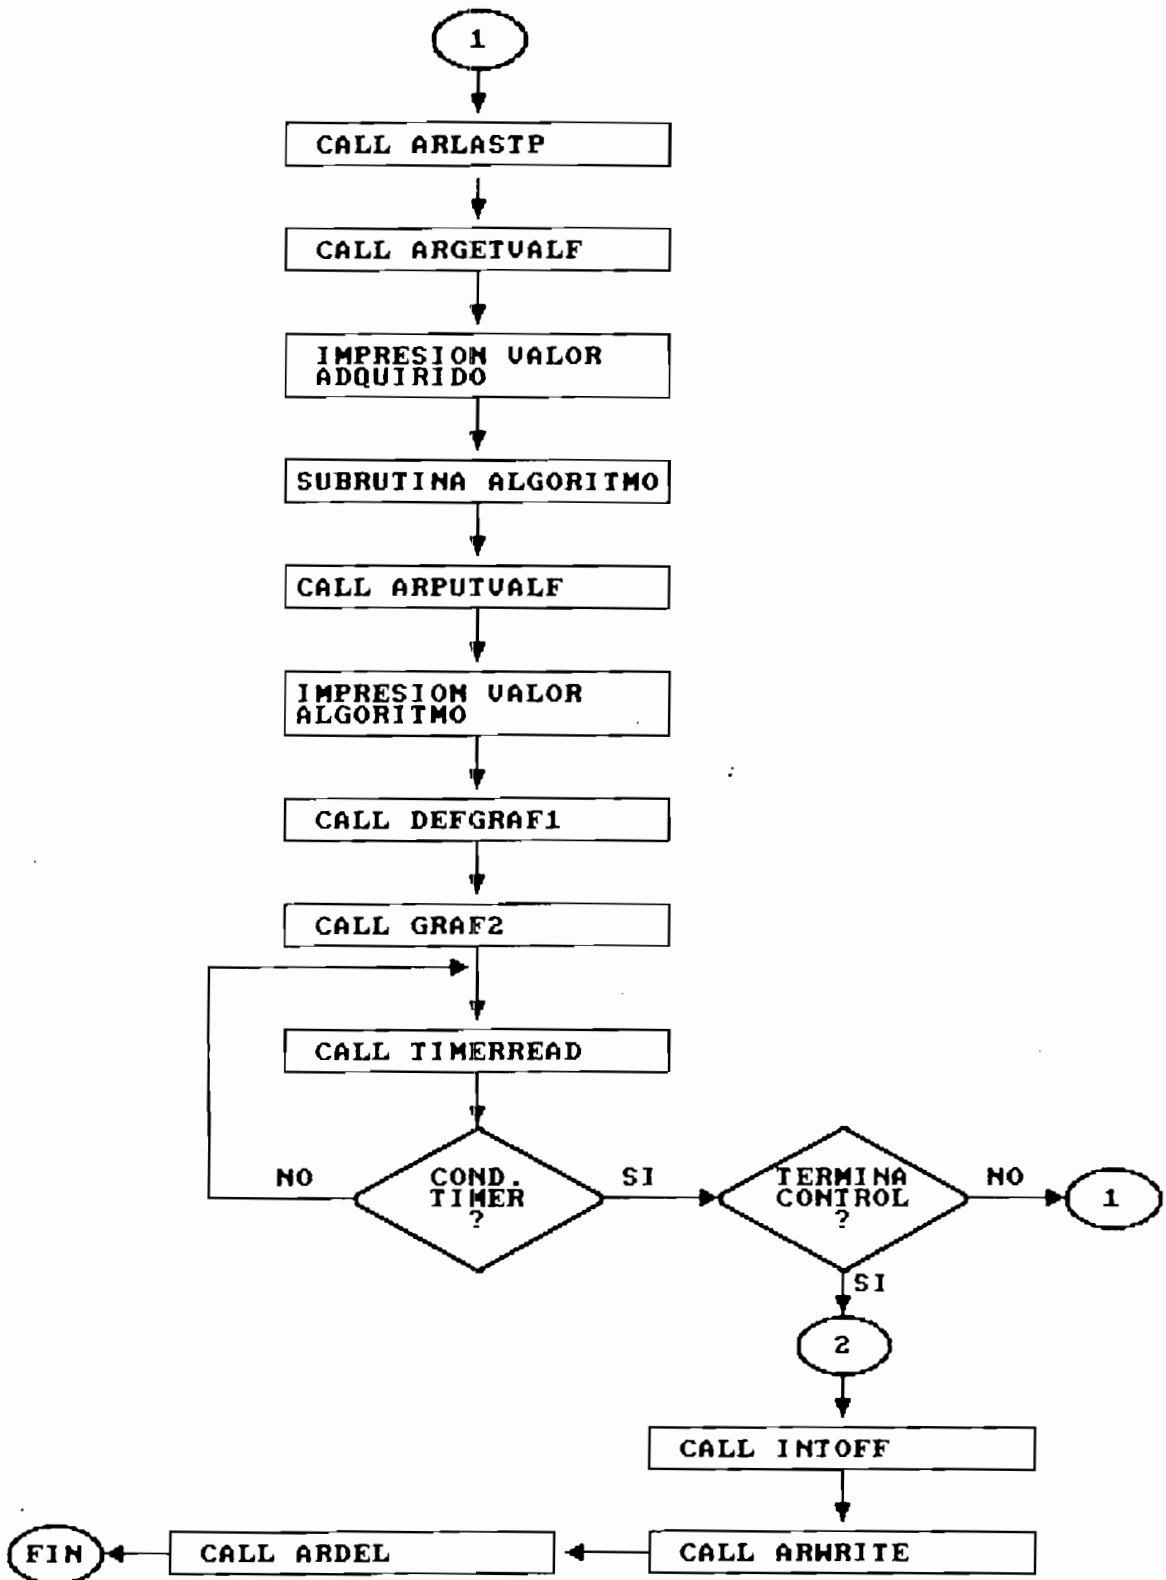 1
CALL ARLASTP
CALL ARGETVALF
IMPRESION VALOR
ADQUIRIDO
SUBRUTINA ALGORITMO
CALL ARPUTVALF
IMPRESION VALOR
ALGORITMO
CALL DEFGRAF1
CALL GRAF2
CALL TIMERREAD
NO
COND.
TIMER
?
SI
TERMINA
CONTROL
?
NO
1
SI
2
CALL INTOFF
FIN
CALL ARDEL
CALL ARWRITE